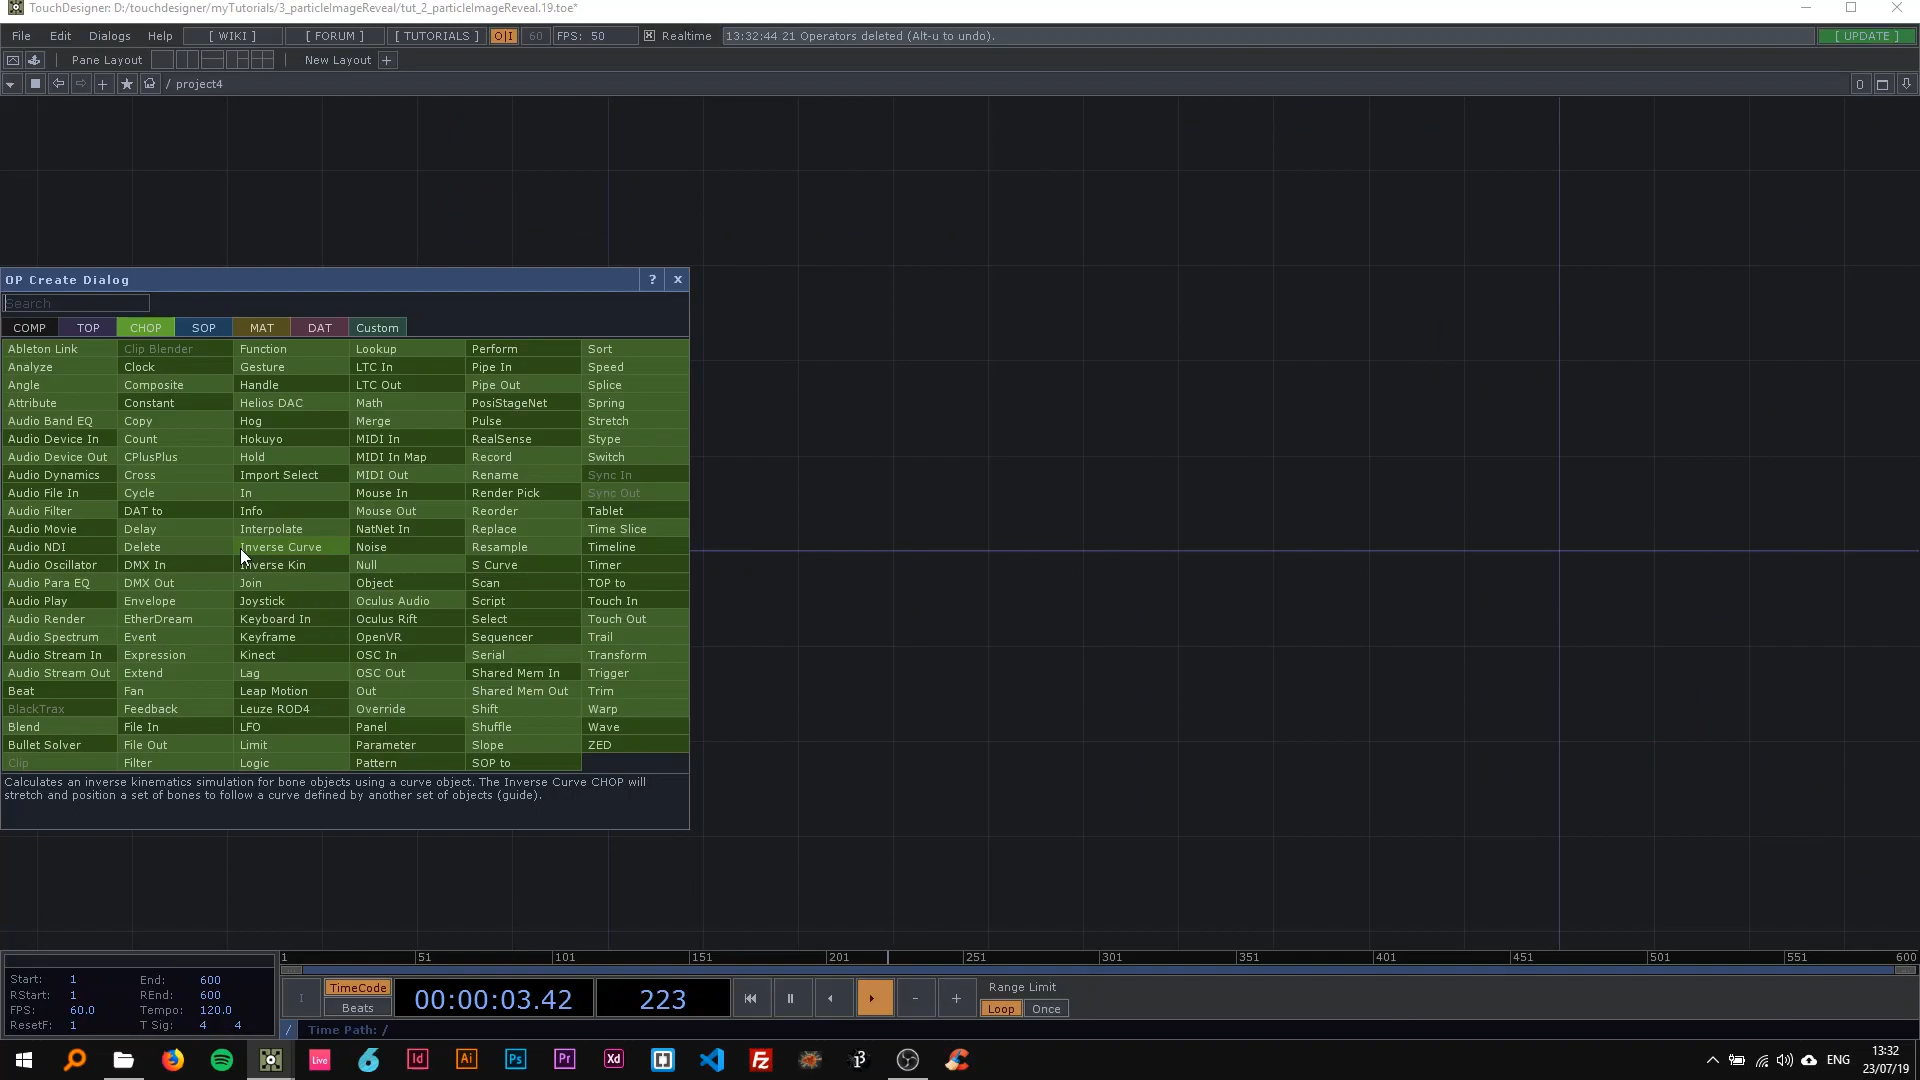 TouchDesigner: D:/touchdesigner/myTutorials/3_particleImageReveal/tut_2_particleImageReveal.19.toe*
File Edit Dialogs Help [ WIKI ] [ FORUM ] [ TUTORIALS ] O|I 60 FPS: 50 Realtime 13:32:44 21 Operators deleted (Alt-u to undo). [ UPDATE ]
Pane Layout New Layout +
/ project4 0
OP Create Dialog ? x
Search
COMP TOP CHOP SOP MAT DAT Custom
Ableton Link Clip Blender Function Lookup Perform Sort
Analyze Clock Gesture LTC In Pipe In Speed
Angle Composite Handle LTC Out Pipe Out Splice
Attribute Constant Helios DAC Math PosiStageNet Spring
Audio Band EQ Copy Hog Merge Pulse Stretch
Audio Device In Count Hokuyo MIDI In RealSense Stype
Audio Device Out CPlusPlus Hold MIDI In Map Record Switch
Audio Dynamics Cross Import Select MIDI Out Rename Sync In
Audio File In Cycle In Mouse In Render Pick Sync Out
Audio Filter DAT to Info Mouse Out Reorder Tablet
Audio Movie Delay Interpolate NatNet In Replace Time Slice
Audio NDI Delete Inverse Curve Noise Resample Timeline
Audio Oscillator DMX In Inverse Kin Null S Curve Timer
Audio Para EQ DMX Out Join Object Scan TOP to
Audio Play Envelope Joystick Oculus Audio Script Touch In
Audio Render EtherDream Keyboard In Oculus Rift Select Touch Out
Audio Spectrum Event Keyframe OpenVR Sequencer Trail
Audio Stream In Expression Kinect OSC In Serial Transform
Audio Stream Out Extend Lag OSC Out Shared Mem In Trigger
Beat Fan Leap Motion Out Shared Mem Out Trim
BlackTrax Feedback Leuze ROD4 Override Shift Warp
Blend File In LFO Panel Shuffle Wave
Bullet Solver File Out Limit Parameter Slope ZED
Clip Filter Logic Pattern SOP to
Calculates an inverse kinematics simulation for bone objects using a curve object. The Inverse Curve CHOP will
stretch and position a set of bones to follow a curve defined by another set of objects (guide).
1 51 101 151 201 251 301 351 401 451 501 551 600
Start: 1 End: 600
RStart: 1 REnd: 600
FPS: 60.0 Tempo: 120.0
ResetF: 1 T Sig: 4 4
I TimeCode Beats 00:00:03.42 223 - + Range Limit
Loop Once
/ Time Path: /
Live 6 Id Ai Ps Pr Xd FZ i3 ENG 13:32
23/07/19